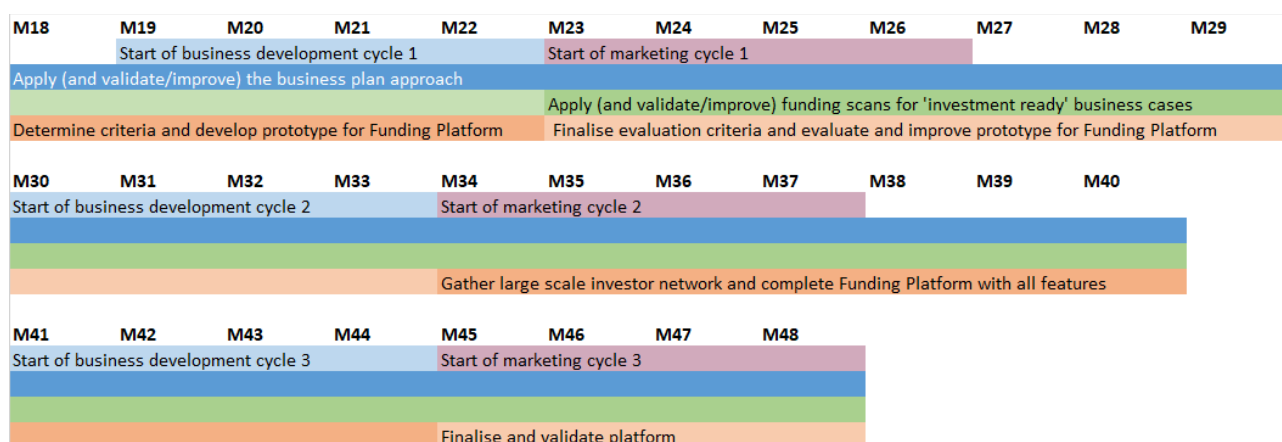 M18 M19 M20 M21 M22 M23 M24 M25 M26 M27 M28 M29
Start of business development cycle 1 Start of marketing cycle 1
Apply (and validate/improve) the business plan approach
Apply (and validate/improve) funding scans for 'investment ready' business cases
Determine criteria and develop prototype for Funding Platform Finalise evaluation criteria and evaluate and improve prototype for Funding Platform
M30 M31 M32 M33 M34 M35 M36 M37 M38 M39 M40
Start of business development cycle 2 Start of marketing cycle 2
Gather large scale investor network and complete Funding Platform with all features
M41 M42 M43 M44 M45 M46 M47 M48
Start of business development cycle 3 Start of marketing cycle 3
Finalise and validate platform